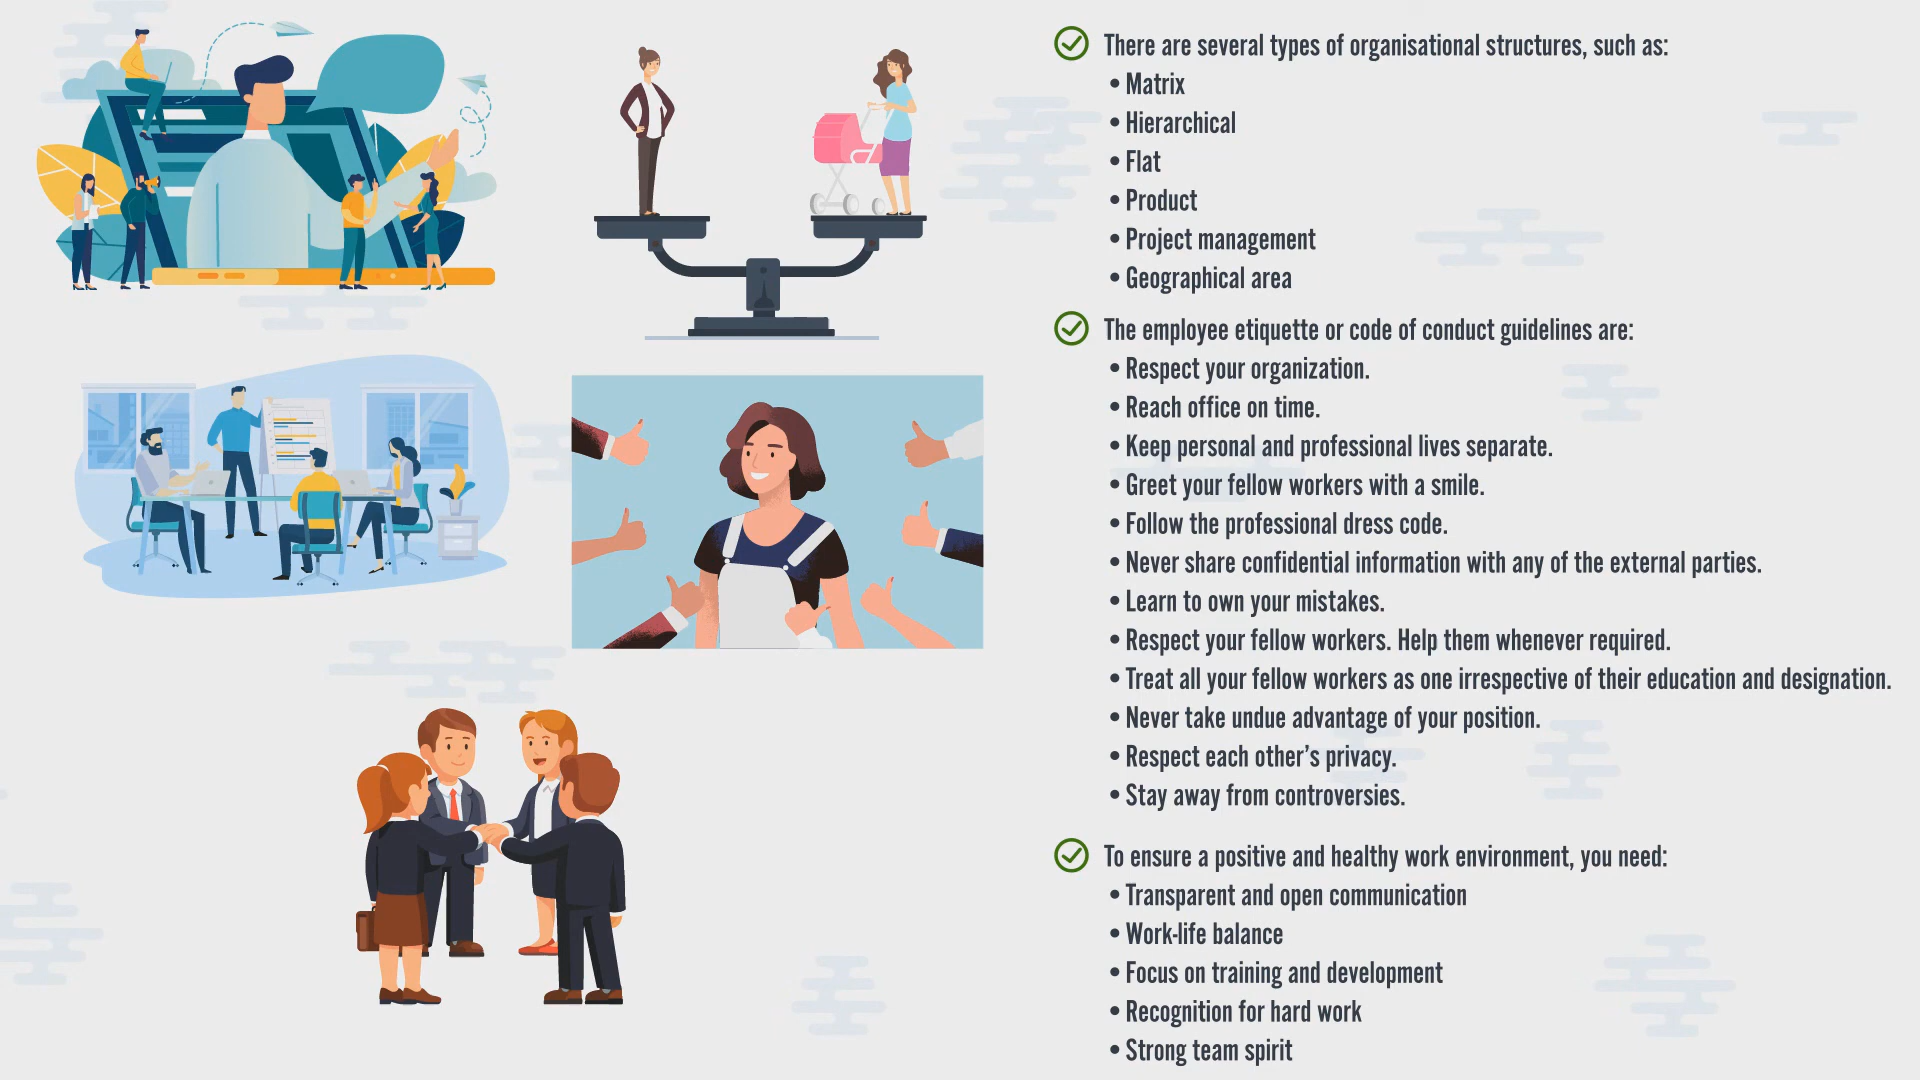 There are several types of organisational structures, such as:
• Matrix
• Hierarchical
• Flat
• Product
• Project management
• Geographical area
The employee etiquette or code of conduct guidelines are:
• Respect your organization.
• Reach office on time.
• Keep personal and professional lives separate.
• Greet your fellow workers with a smile.
• Follow the professional dress code.
• Never share confidential information with any of the external parties.
• Learn to own your mistakes.
• Respect your fellow workers. Help them whenever required.
• Treat all your fellow workers as one irrespective of their education and designation.
• Never take undue advantage of your position.
• Respect each other’s privacy.
• Stay away from controversies.
To ensure a positive and healthy work environment, you need:
• Transparent and open communication
• Work-life balance
• Focus on training and development
• Recognition for hard work
• Strong team spirit